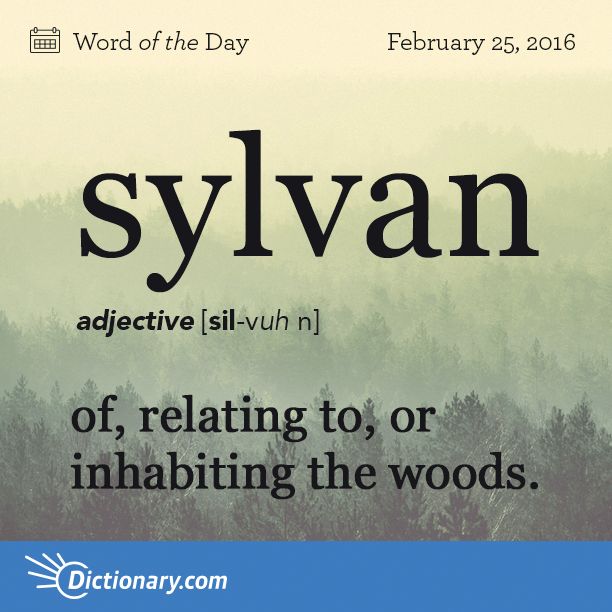 Word of the Day
February 25, 2016
sylvan
adjective [sil-vuh n]
of, relating to, or
inhabiting the woods.
Dictionary.com